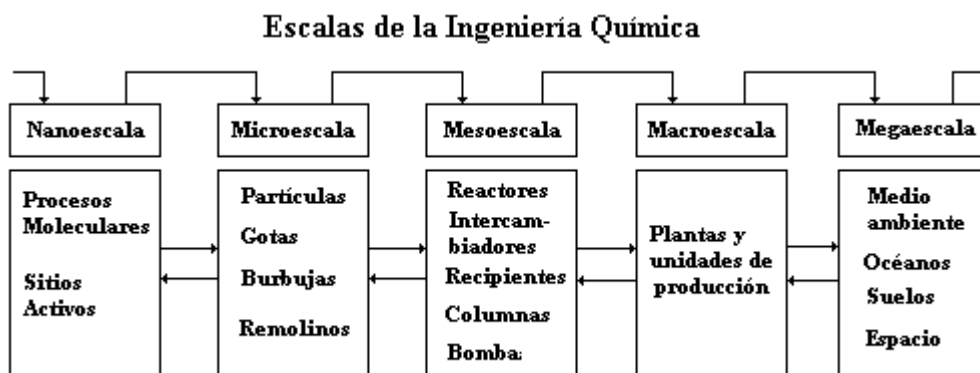 Escalas de la Ingeniería Química
Nanoescala
Microescala
Mesoescala
Macroescala
Megaescala
Procesos
Moleculares
Sitios
Activos
Partículas
Gotas
Burbujas
Remolinos
Reactores
Intercam-
biadores
Recipientes
Columnas
Bomba
Plantas y
unidades de
producción
Medio
ambiente
Océanos
Suelos
Espacio